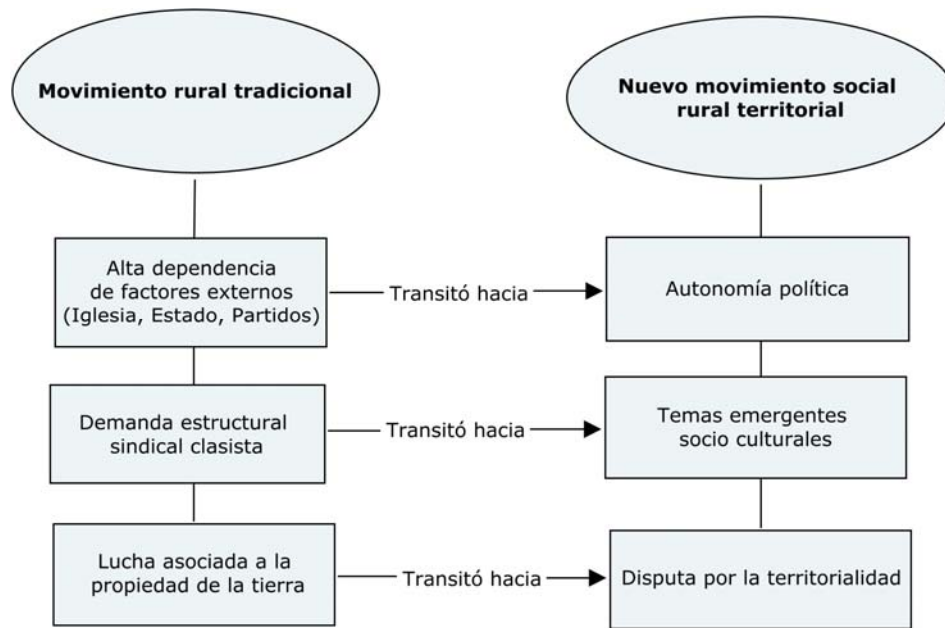 Movimiento rural tradicional
Nuevo movimiento social
rural territorial
Alta dependencia
de factores externos
(Iglesia, Estado, Partidos)
Transitó hacia
Autonomía política
Demanda estructural
sindical clasista
Transitó hacia
Temas emergentes
socio culturales
Lucha asociada a la
propiedad de la tierra
Transitó hacia
Disputa por la territorialidad